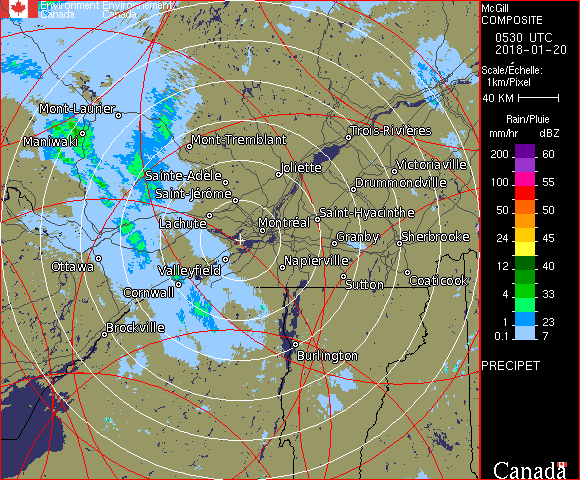 Environment Environnement
Canada Canada
McGill
COMPOSITE
0530 UTC
2018-01-20
Scale/Échelle:
1km/Pixel
40 KM
Rain/Pluie
mm/hr dBZ
200 60
150 57
100 55
50 50
24 45
12 40
4 33
1 23
0.1 7
PRECIPET
Canada
Mont-Laurier
Maniwaki
Mont-Tremblant
Trois-Rivières
Victoriaville
Joliette
Sainte-Adèle
Drummondville
Saint-Jérôme
Lachute
Saint-Hyacinthe
Montréal
Granby
Sherbrooke
Ottawa
Valleyfield
Napierville
Cornwall
Sutton
Coaticook
Brockville
Burlington